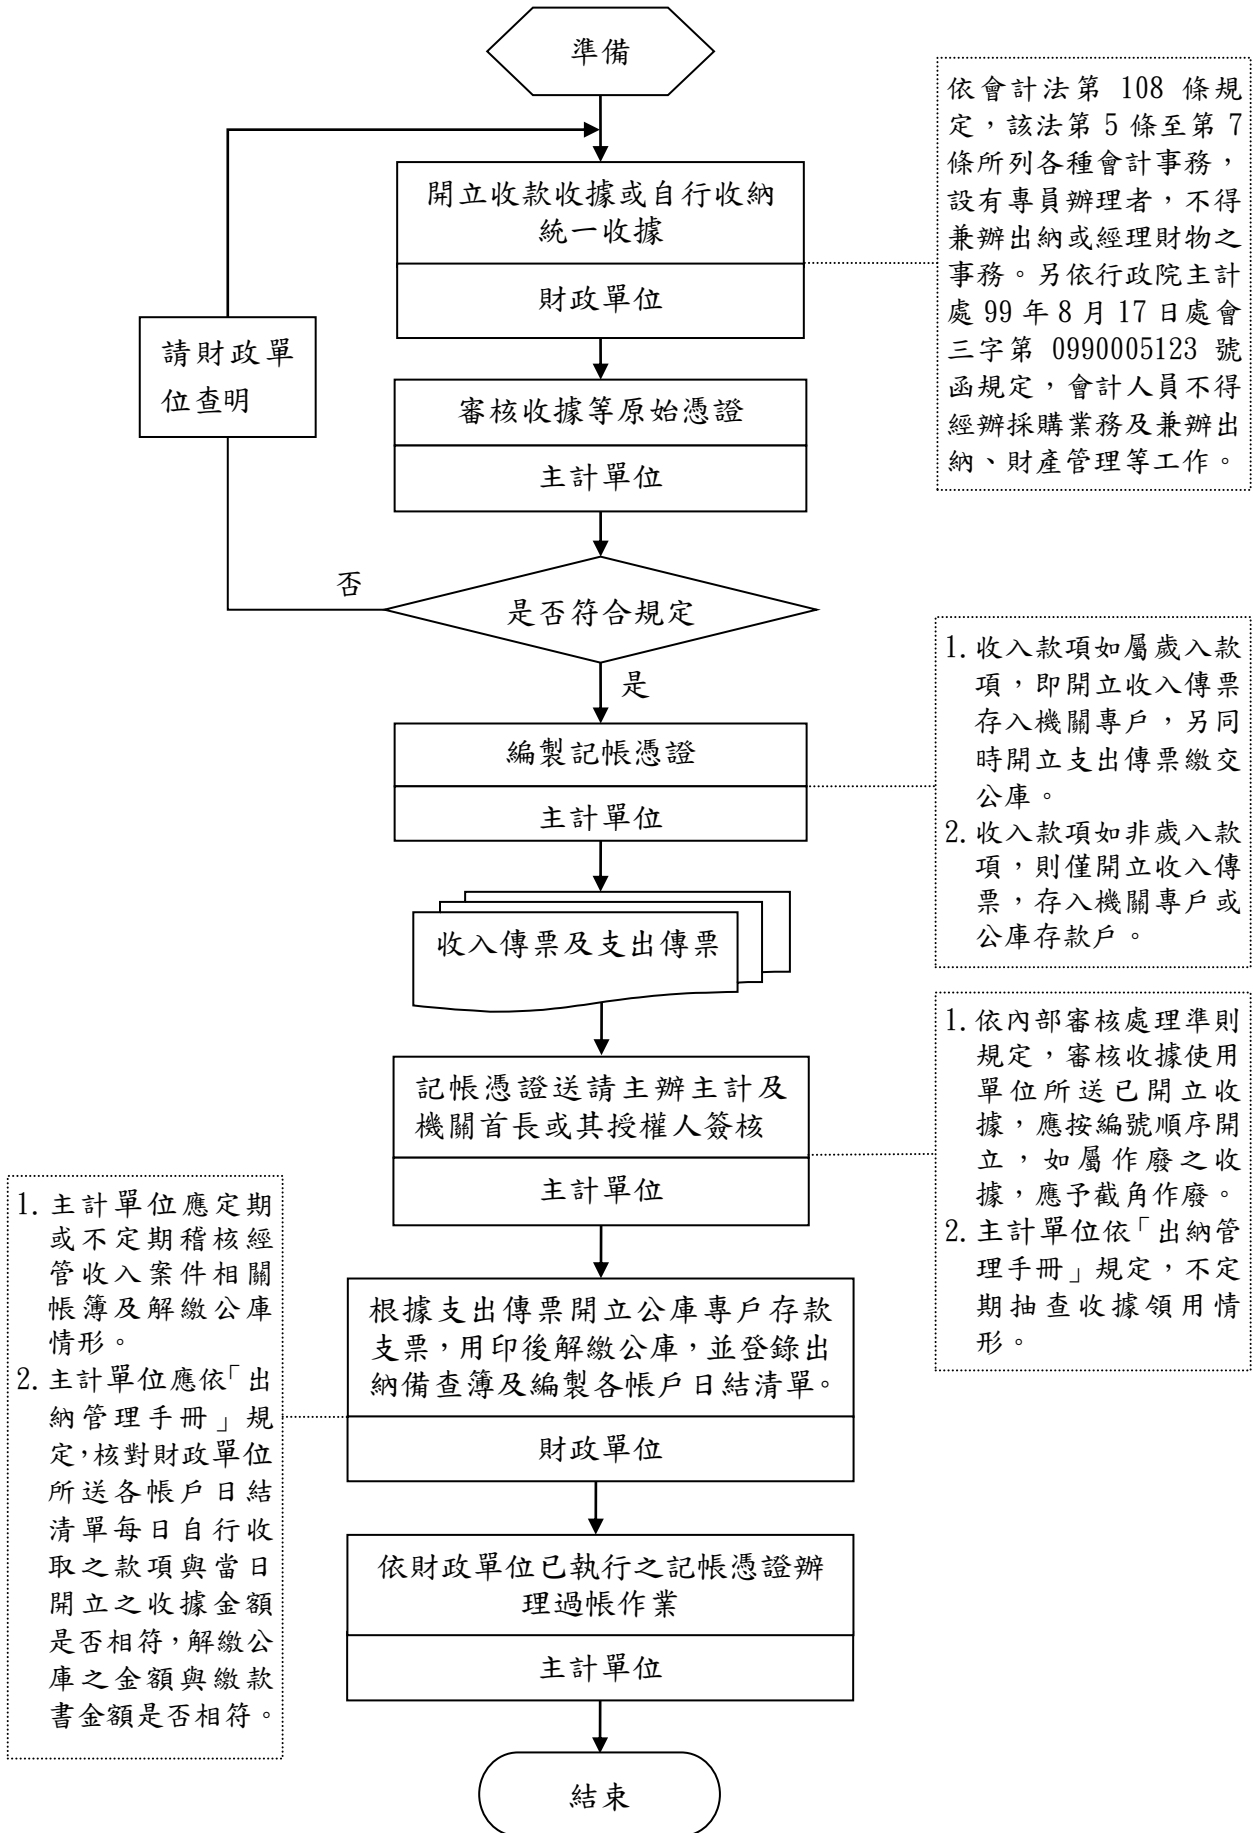 準備
依會計法第 108 條規
定，該法第 5 條至第 7
條所列各種會計事務，
設有專員辦理者，不得
兼辦出納或經理財物之
事務。另依行政院主計
處 99 年 8 月 17 日處會
三字第 0990005123 號
函規定，會計人員不得
經辦採購業務及兼辦出
納、財產管理等工作。
開立收款收據或自行收納
統一收據
財政單位
請財政單
位查明
審核收據等原始憑證
主計單位
否
是否符合規定
是
1. 收入款項如屬歲入款
項，即開立收入傳票
存入機關專戶，另同
時開立支出傳票繳交
公庫。
2. 收入款項如非歲入款
項，則僅開立收入傳
票，存入機關專戶或
公庫存款戶。
編製記帳憑證
主計單位
收入傳票及支出傳票
1. 依內部審核處理準則
規定，審核收據使用
單位所送已開立收
據，應按編號順序開
立，如屬作廢之收
據，應予截角作廢。
2. 主計單位依「出納管
理手冊」規定，不定
期抽查收據領用情
形。
記帳憑證送請主辦主計及
機關首長或其授權人簽核
主計單位
1. 主計單位應定期
或不定期稽核經
管收入案件相關
帳簿及解繳公庫
情形。
2. 主計單位應依「出
納管理手冊」規
定，核對財政單位
所送各帳戶日結
清單每日自行收
取之款項與當日
開立之收據金額
是否相符，解繳公
庫之金額與繳款
書金額是否相符。
根據支出傳票開立公庫專戶存款
支票，用印後解繳公庫，並登錄出
納備查簿及編製各帳戶日結清單。
財政單位
依財政單位已執行之記帳憑證辦
理過帳作業
主計單位
結束